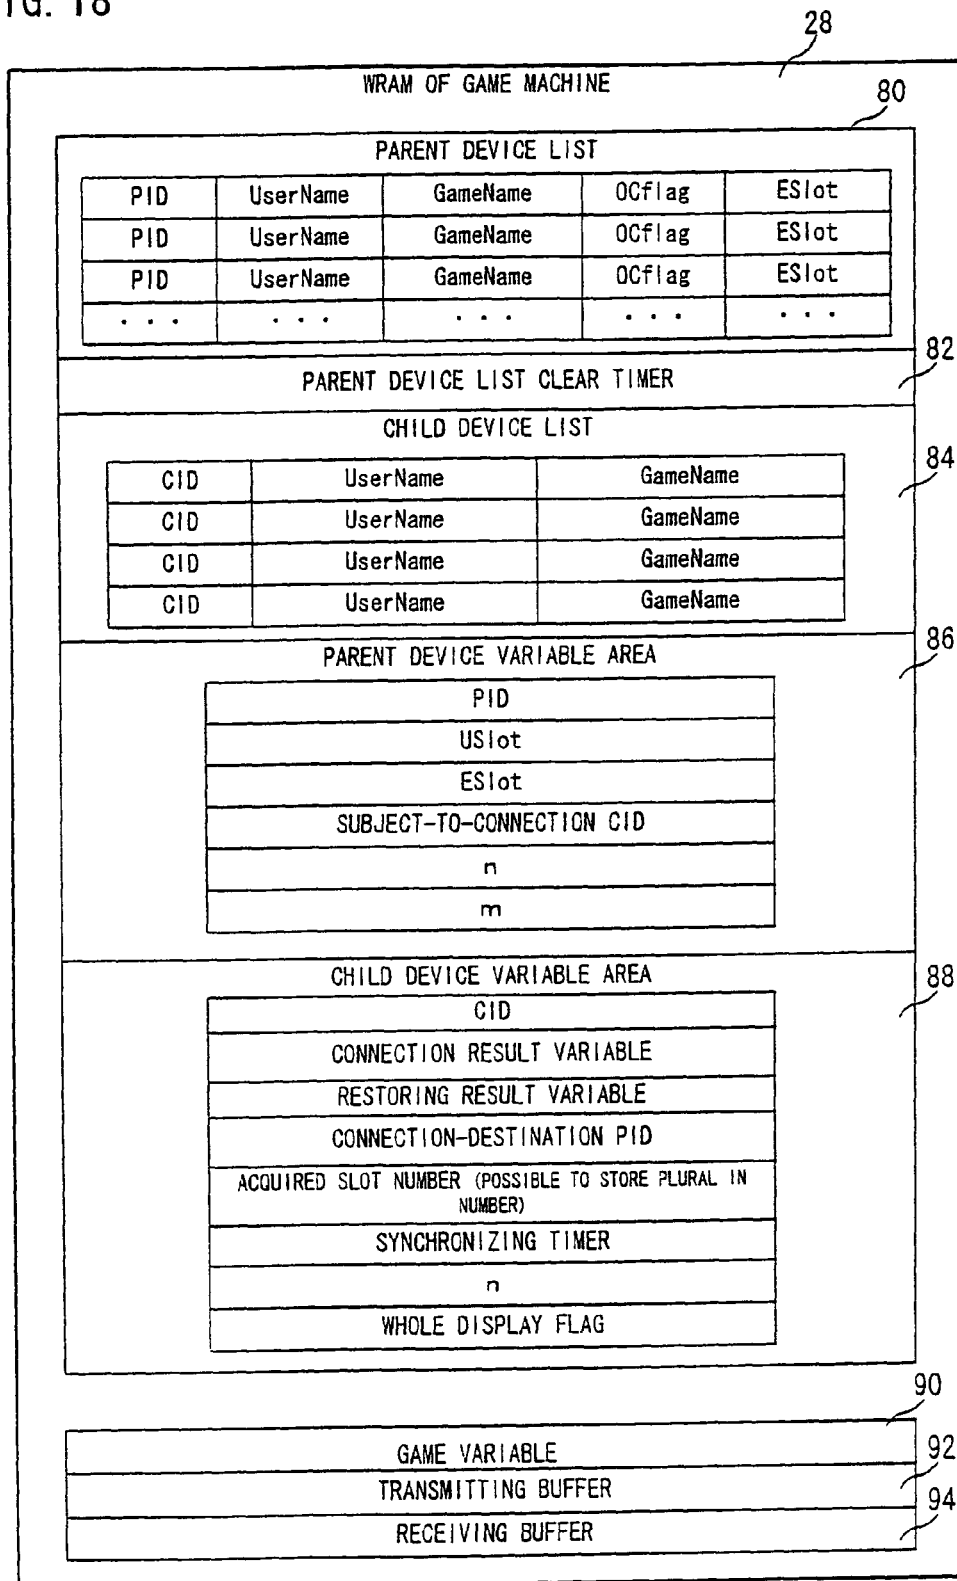 FIG. 18
28
WRAM OF GAME MACHINE
80
PARENT DEVICE LIST
PID UserName GameName OCflag ESlot
PID UserName GameName OCflag ESlot
PID UserName GameName OCflag ESlot
... ... ... ... ...
82
PARENT DEVICE LIST CLEAR TIMER
CHILD DEVICE LIST
84
CID UserName GameName
CID UserName GameName
CID UserName GameName
CID UserName GameName
86
PARENT DEVICE VARIABLE AREA
PID
USlot
ESlot
SUBJECT-TO-CONNECTION CID
n
m
CHILD DEVICE VARIABLE AREA
88
CID
CONNECTION RESULT VARIABLE
RESTORING RESULT VARIABLE
CONNECTION-DESTINATION PID
ACQUIRED SLOT NUMBER (POSSIBLE TO STORE PLURAL IN
NUMBER)
SYNCHRONIZING TIMER
n
WHOLE DISPLAY FLAG
90
GAME VARIABLE
92
TRANSMITTING BUFFER
94
RECEIVING BUFFER